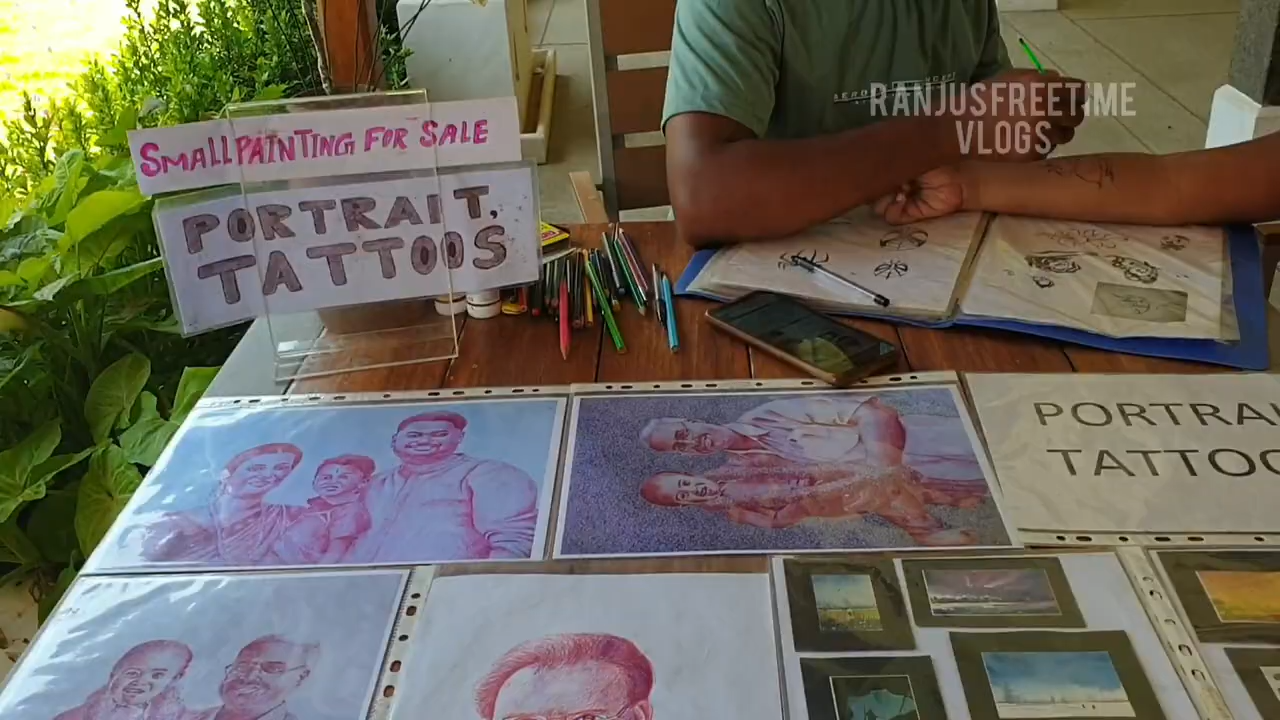 RANJUSFREETIME
VLOGS
SMALL PAINTING FOR SALE
PORTRAIT,
TATTOOS
PORTRAI
TATTOO